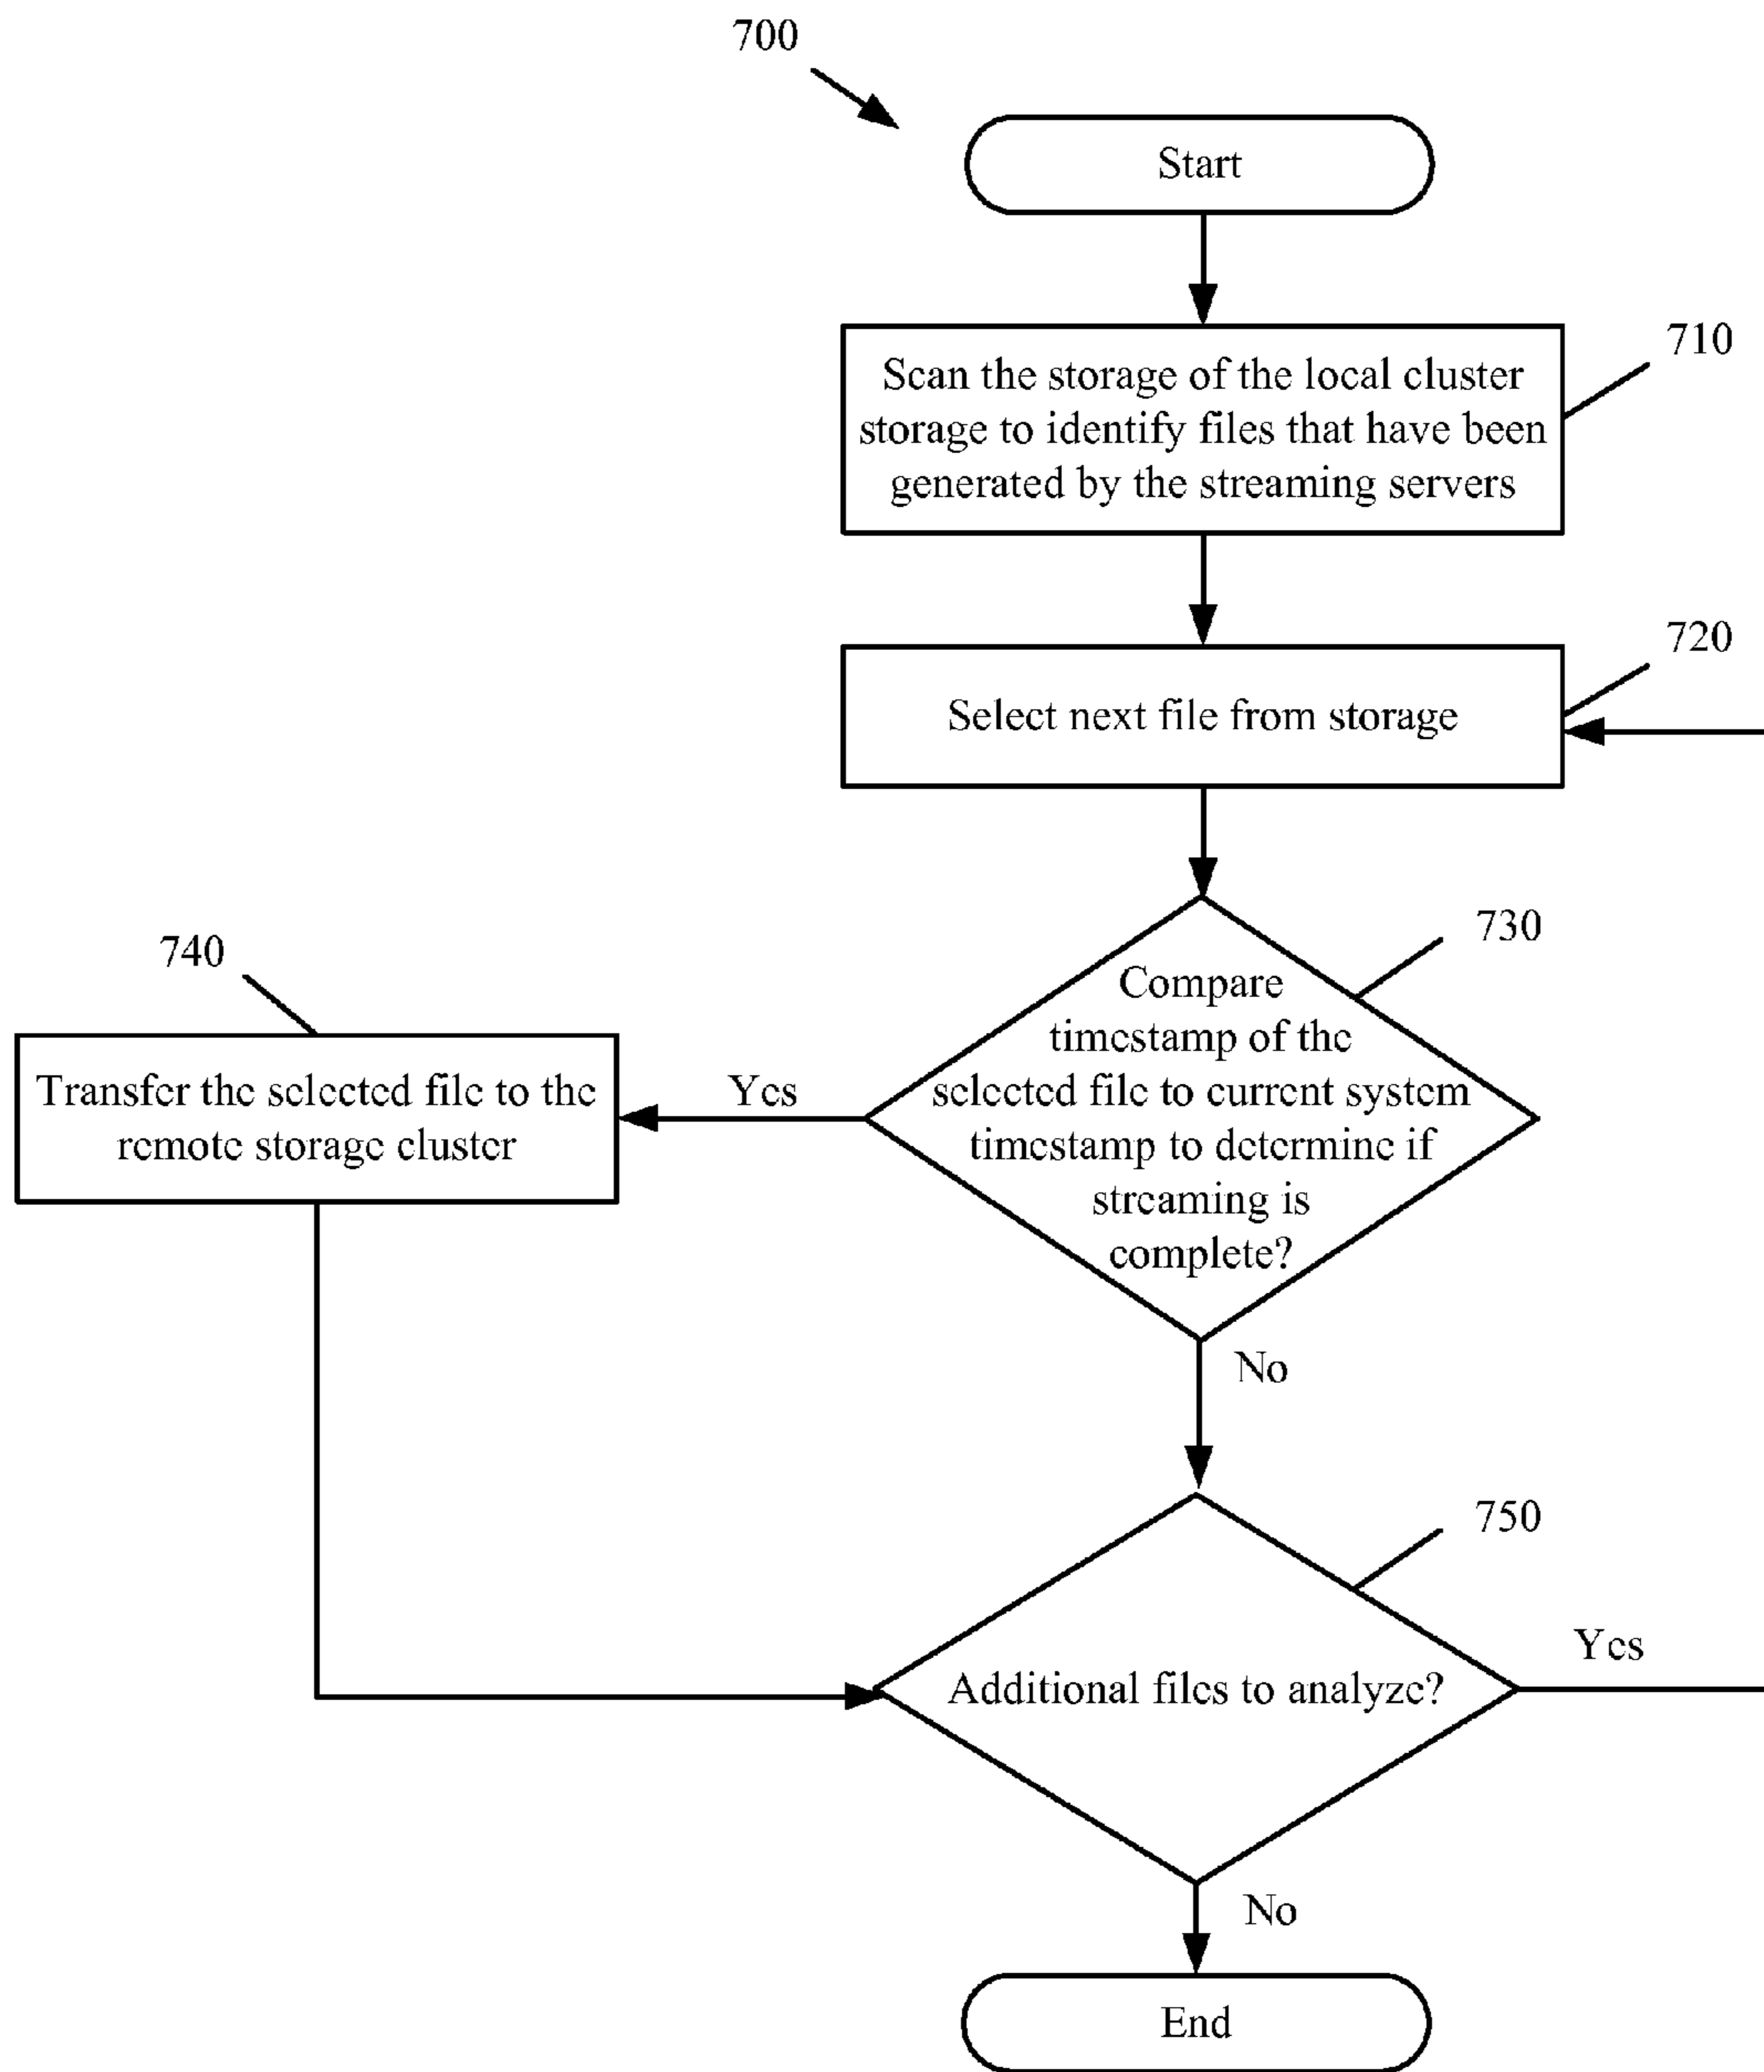 700
Start
710
Scan the storage of the local cluster
storage to identify files that have been
generated by the streaming servers
720
Select next file from storage
730
Compare
timestamp of the
selected file to current system
timestamp to determine if
streaming is
complete?
740
Transfer the selected file to the
remote storage cluster
Yes
No
750
Additional files to analyze?
Yes
No
End